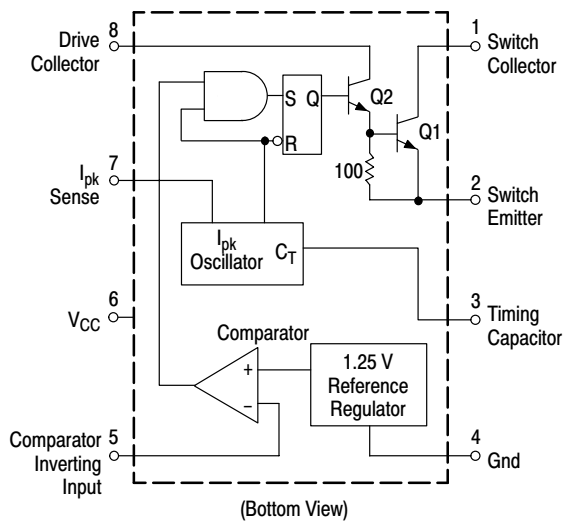 8
Drive
Collector
1
Switch
Collector
S Q
R
Q2
Q1
100
7
Ipk
Sense
2
Switch
Emitter
Ipk
Oscillator
CT
6
VCC
3
Timing
Capacitor
Comparator
+
–
1.25 V
Reference
Regulator
5
Comparator
Inverting
Input
4
Gnd
(Bottom View)